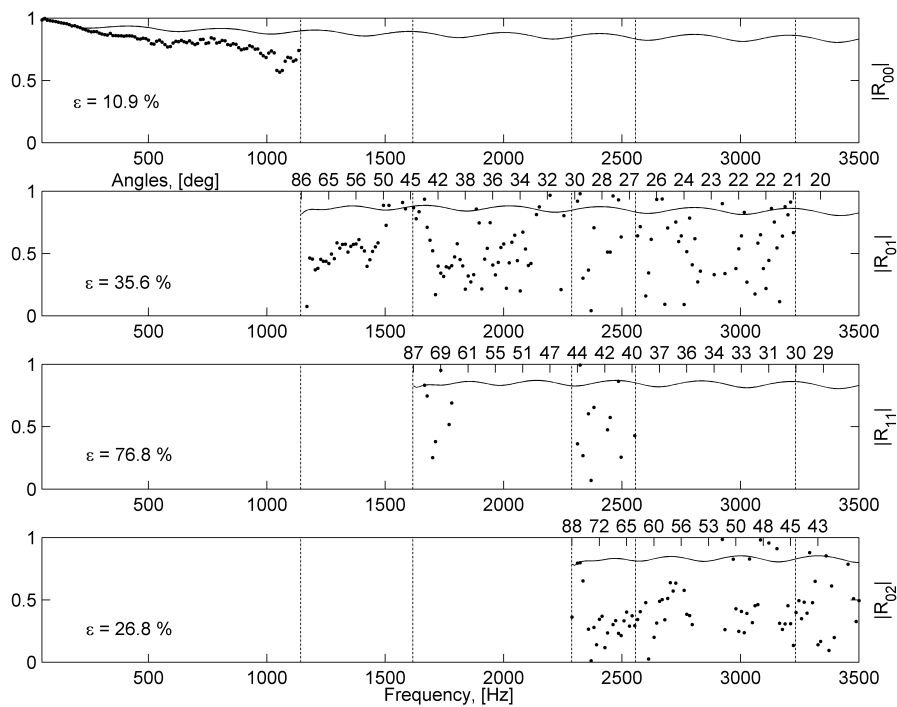 1
0.5
0
ε = 10.9 %
|R00|
500 1000 1500 2000 2500 3000 3500
Angles, [deg] 86 65 56 50 45 42 38 36 34 32 30 28 27 26 24 23 22 22 21 20
1
0.5
0
ε = 35.6 %
|R01|
500 1000 1500 2000 2500 3000 3500
87 69 61 55 51 47 44 42 40 37 36 34 33 31 30 29
1
0.5
0
ε = 76.8 %
|R11|
500 1000 1500 2000 2500 3000 3500
88 72 65 60 56 53 50 48 45 43
1
0.5
0
ε = 26.8 %
|R02|
500 1000 1500 2000 2500 3000 3500
Frequency, [Hz]